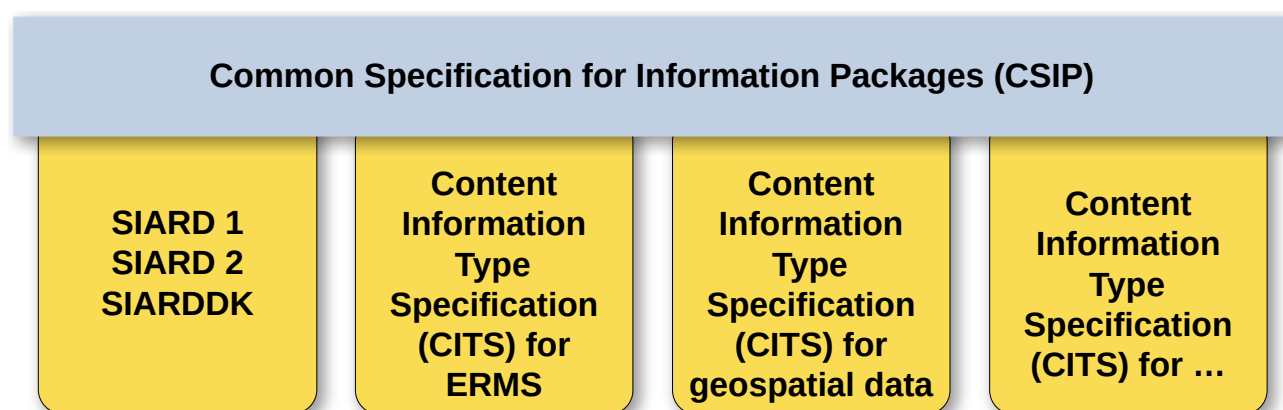 Common Specification for Information Packages (CSIP)
SIARD 1
SIARD 2
SIARDDK
Content
Information
Type
Specification
(CITS) for
ERMS
Content
Information
Type
Specification
(CITS) for
geospatial data
Content
Information
Type
Specification
(CITS) for …